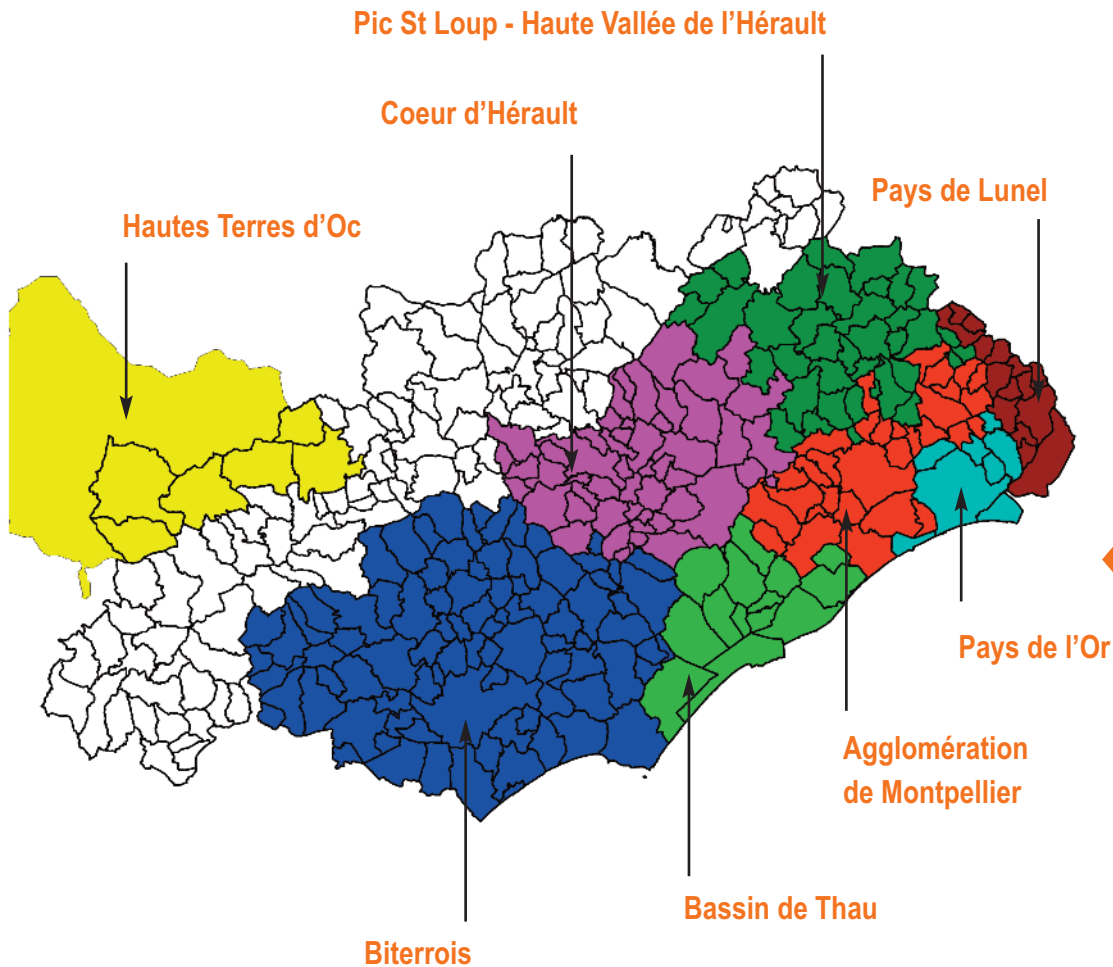 Pic St Loup - Haute Vallée de l’Hérault
Coeur d’Hérault
Pays de Lunel
Hautes Terres d’Oc
Pays de l’Or
Agglomération
de Montpellier
Bassin de Thau
Biterrois